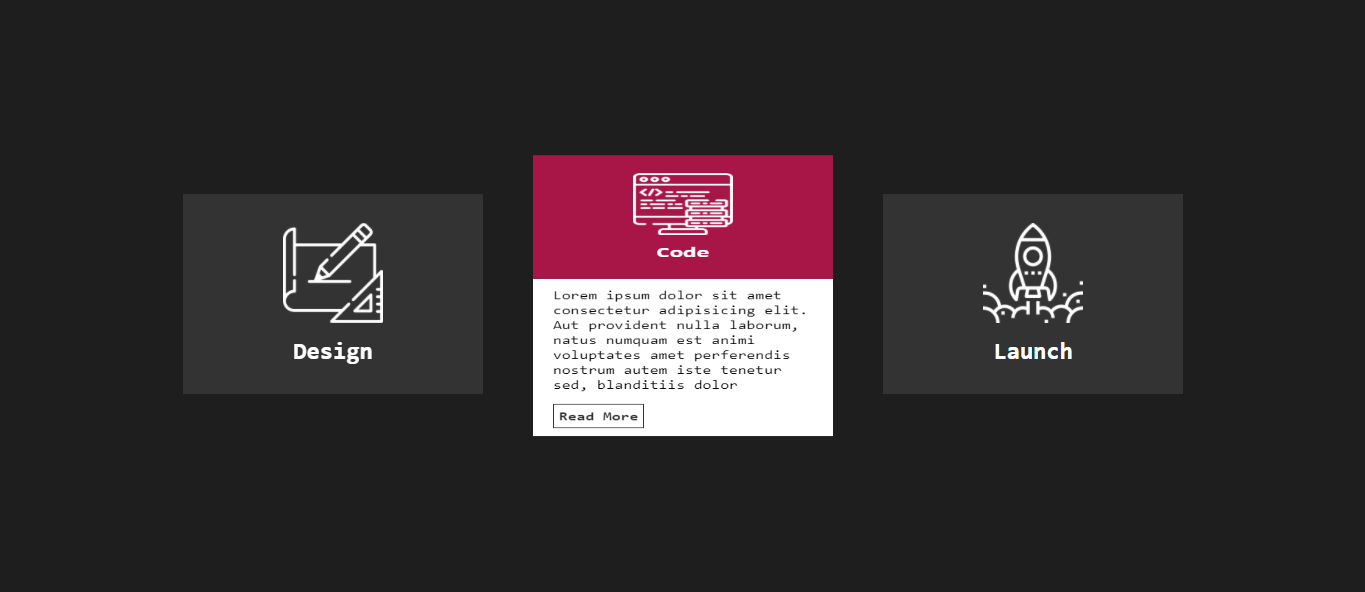 Design
</>
Code
Lorem ipsum dolor sit amet
consectetur adipisicing elit.
Aut provident nulla laborum,
natus numquam est animi
voluptates amet perferendis
nostrum autem iste tenetur
sed, blanditiis dolor
Read More
Launch